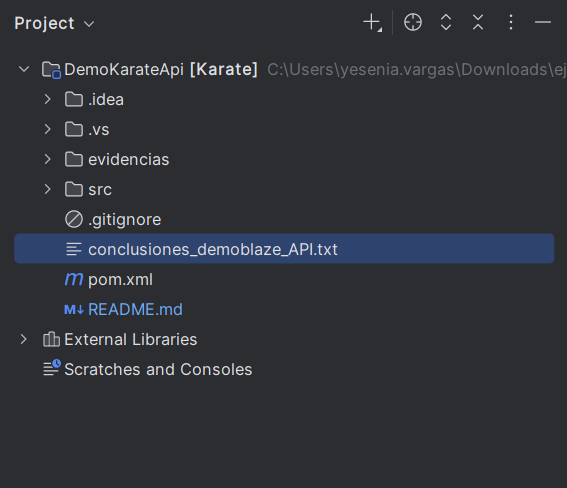 Project
DemoKarateApi [Karate] C:\Users\yesenia.vargas\Downloads\ej
.idea
.vs
evidencias
src
.gitignore
conclusiones_demoblaze_API.txt
m pom.xml
M↓ README.md
External Libraries
Scratches and Consoles